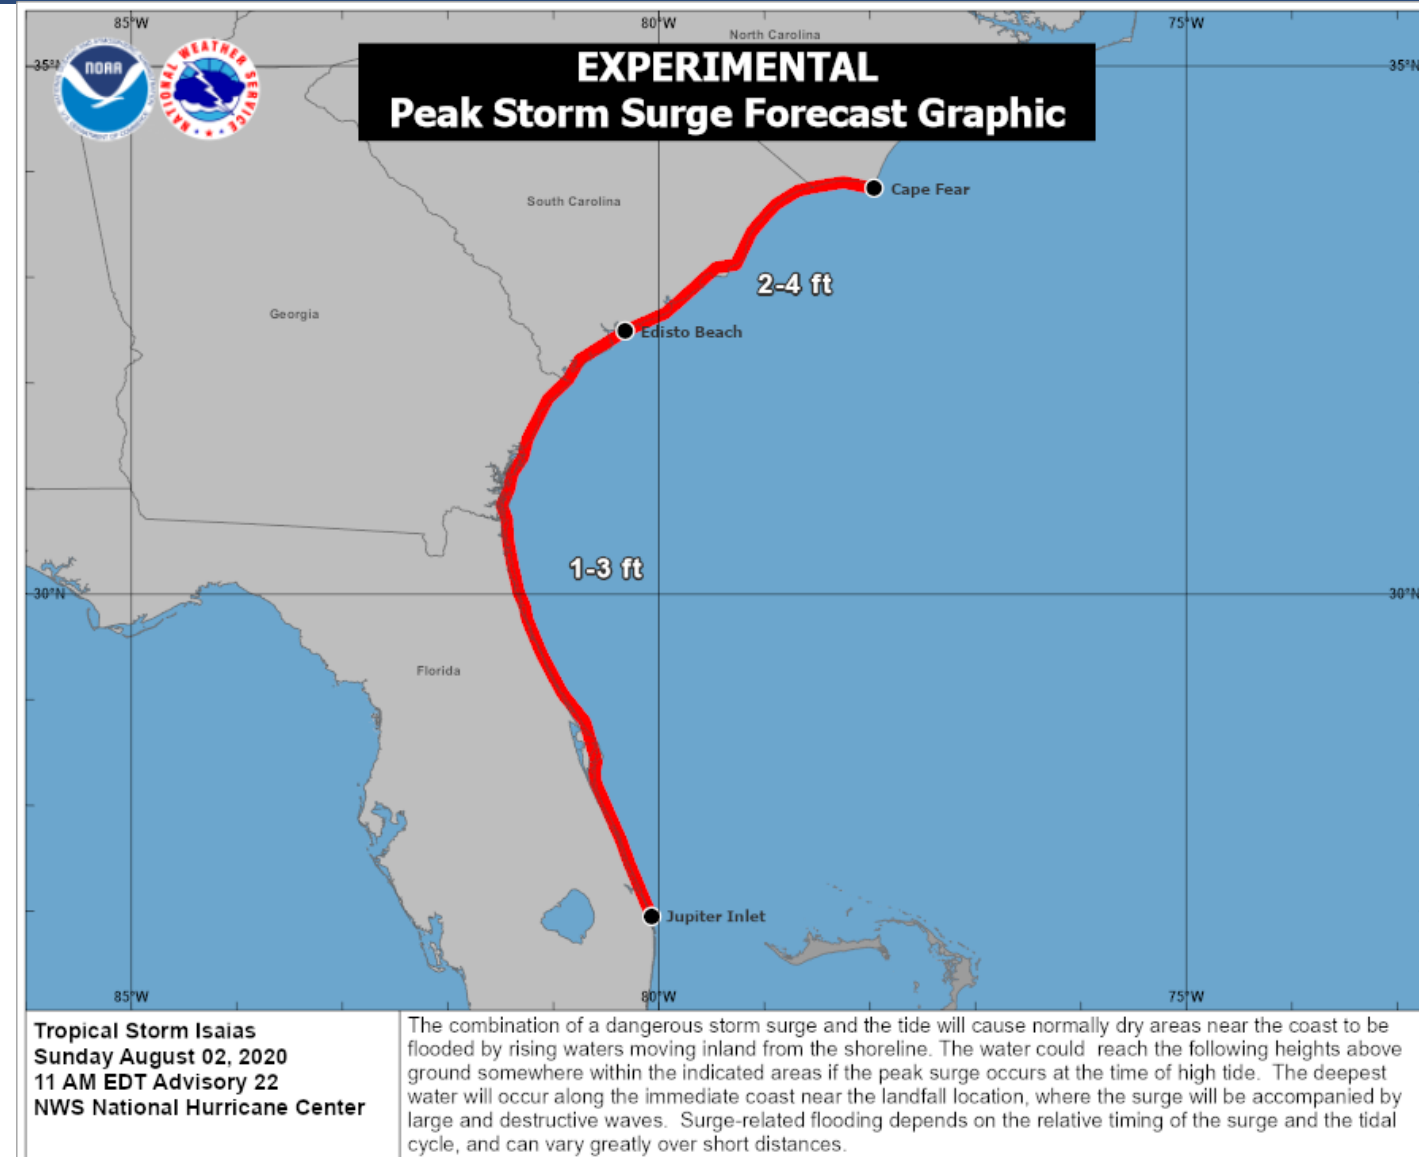 85°W 80°W 75°W
North Carolina
35°N 35°N
NOAA
NATIONAL WEATHER SERVICE
EXPERIMENTAL
Peak Storm Surge Forecast Graphic
Cape Fear
South Carolina
2-4 ft
Georgia
Edisto Beach
1-3 ft
30°N 30°N
Florida
Jupiter Inlet
85°W 80°W 75°W
Tropical Storm Isaias
Sunday August 02, 2020
11 AM EDT Advisory 22
NWS National Hurricane Center
The combination of a dangerous storm surge and the tide will cause normally dry areas near the coast to be
flooded by rising waters moving inland from the shoreline. The water could reach the following heights above
ground somewhere within the indicated areas if the peak surge occurs at the time of high tide. The deepest
water will occur along the immediate coast near the landfall location, where the surge will be accompanied by
large and destructive waves. Surge-related flooding depends on the relative timing of the surge and the tidal
cycle, and can vary greatly over short distances.